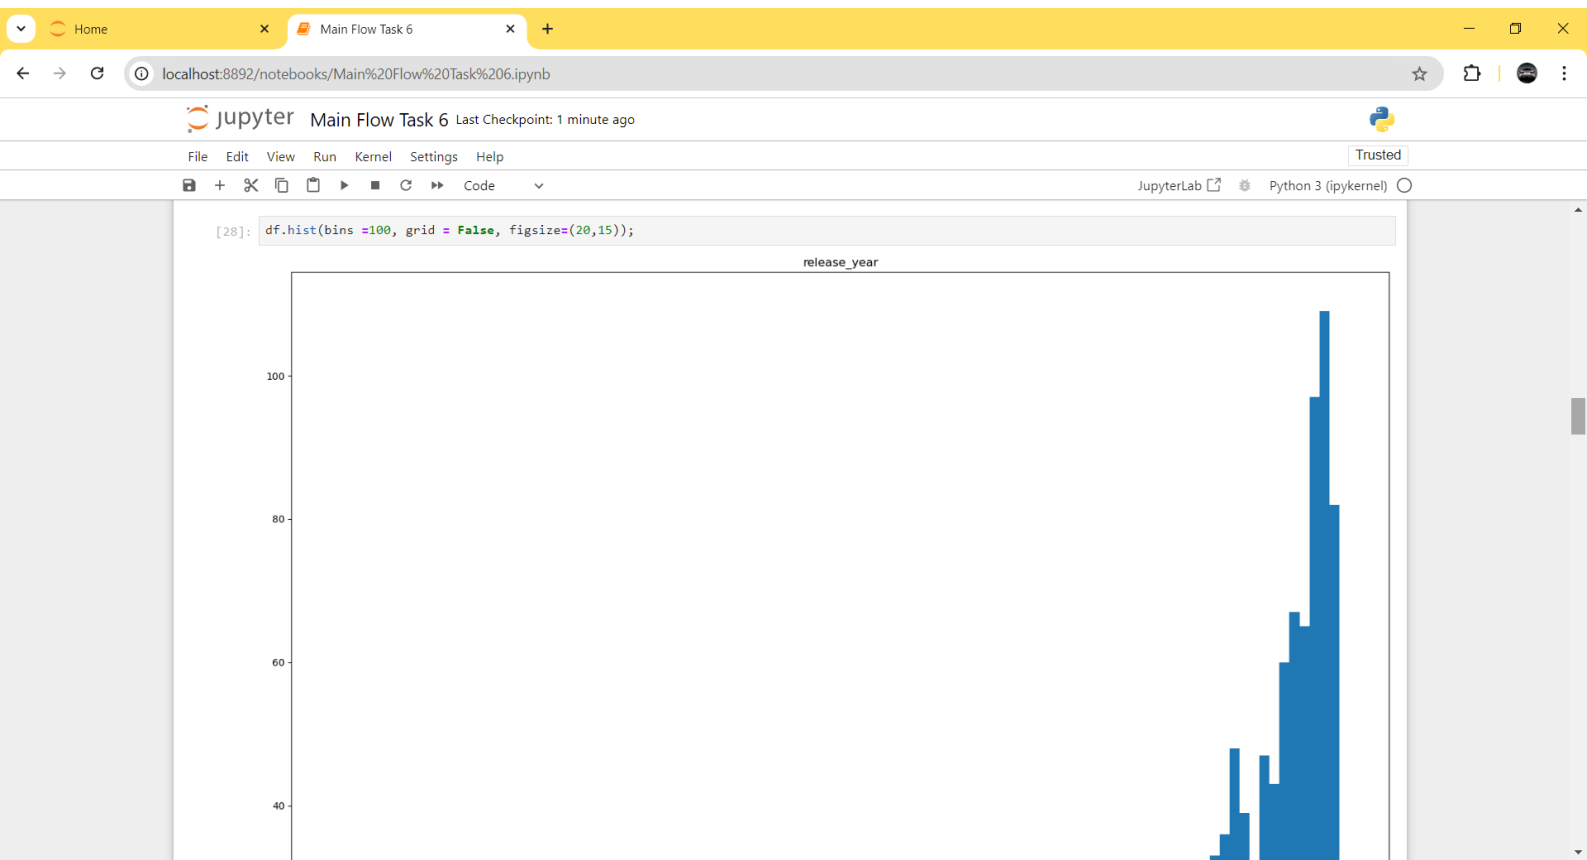 Home
Main Flow Task 6
localhost:8892/notebooks/Main%20Flow%20Task%206.ipynb
jupyter Main Flow Task 6 Last Checkpoint: 1 minute ago
File Edit View Run Kernel Settings Help
Trusted
Code
JupyterLab
Python 3 (ipykernel)
[28]: df.hist(bins =100, grid = False, figsize=(20,15));
release_year
100
80
60
40